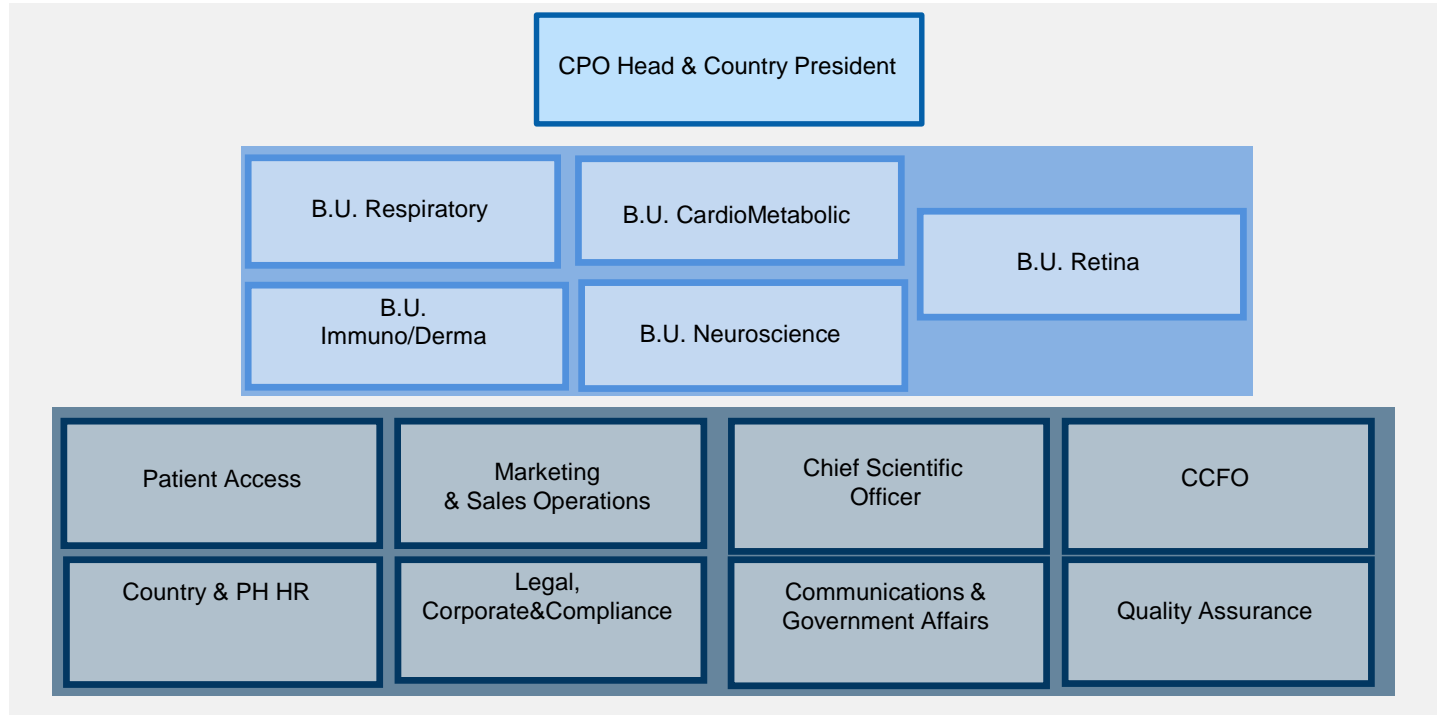 CPO Head & Country President
B.U. Respiratory
B.U. CardioMetabolic
B.U. Retina
B.U.
Immuno/Derma
B.U. Neuroscience
Patient Access
Marketing
& Sales Operations
Chief Scientific
Officer
CCFO
Country & PH HR
Legal,
Corporate&Compliance
Communications &
Government Affairs
Quality Assurance